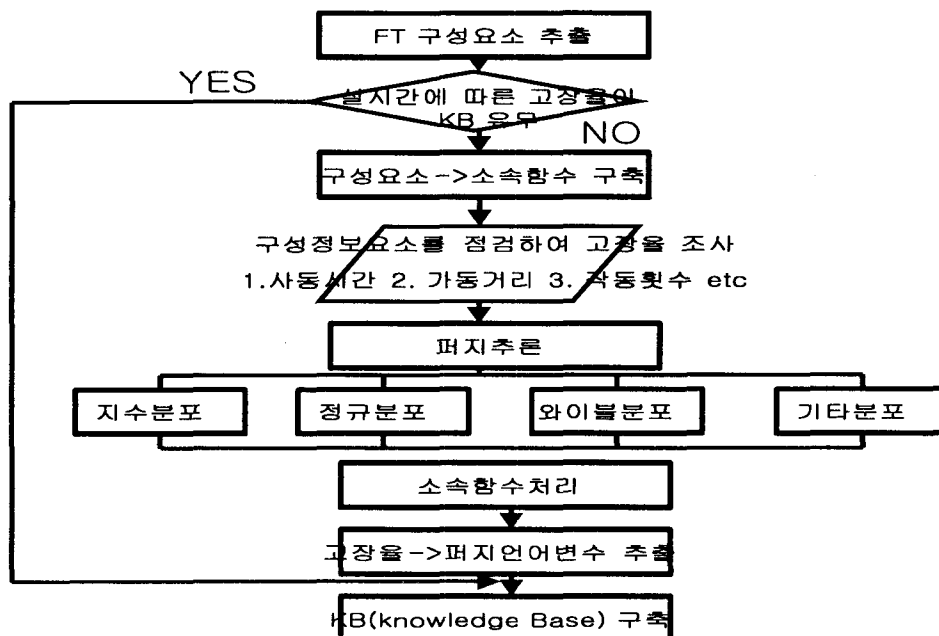 FT 구성요소 추출
YES
실시간에 따른 고장율이
KB 유무
NO
구성요소->소속함수 구축
구성정보요소를 점검하여 고장율 조사
1.사동시간 2. 가동거리 3. 작동횟수 etc
퍼지추론
지수분포 정규분포 와이블분포 기타분포
소속함수처리
고장율->퍼지언어변수 추출
KB(knowledge Base) 구축